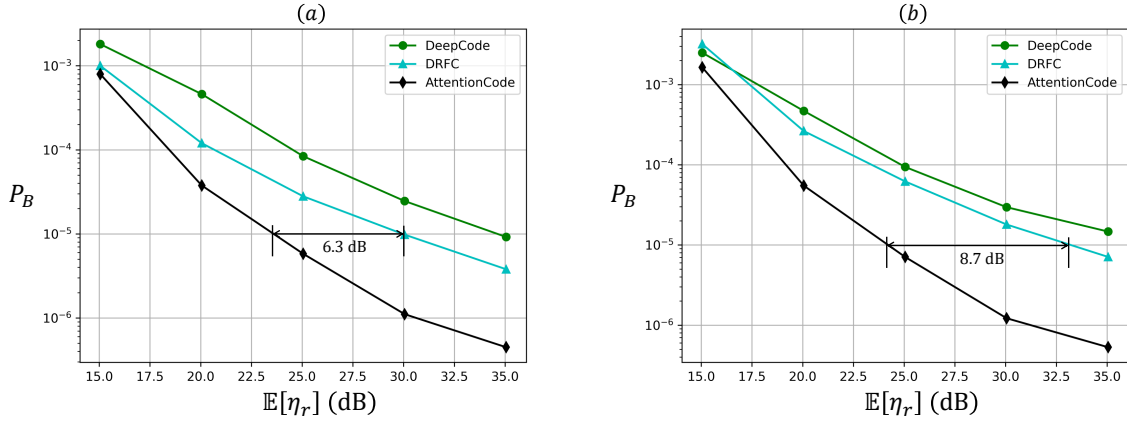 (a)
DeepCode
DRFC
AttentionCode
10⁻³
10⁻⁴
10⁻⁵
10⁻⁶
P_B
6.3 dB
15.0 17.5 20.0 22.5 25.0 27.5 30.0 32.5 35.0
𝔼[η_r] (dB)
(b)
DeepCode
DRFC
AttentionCode
10⁻³
10⁻⁴
10⁻⁵
10⁻⁶
P_B
8.7 dB
15.0 17.5 20.0 22.5 25.0 27.5 30.0 32.5 35.0
𝔼[η_r] (dB)